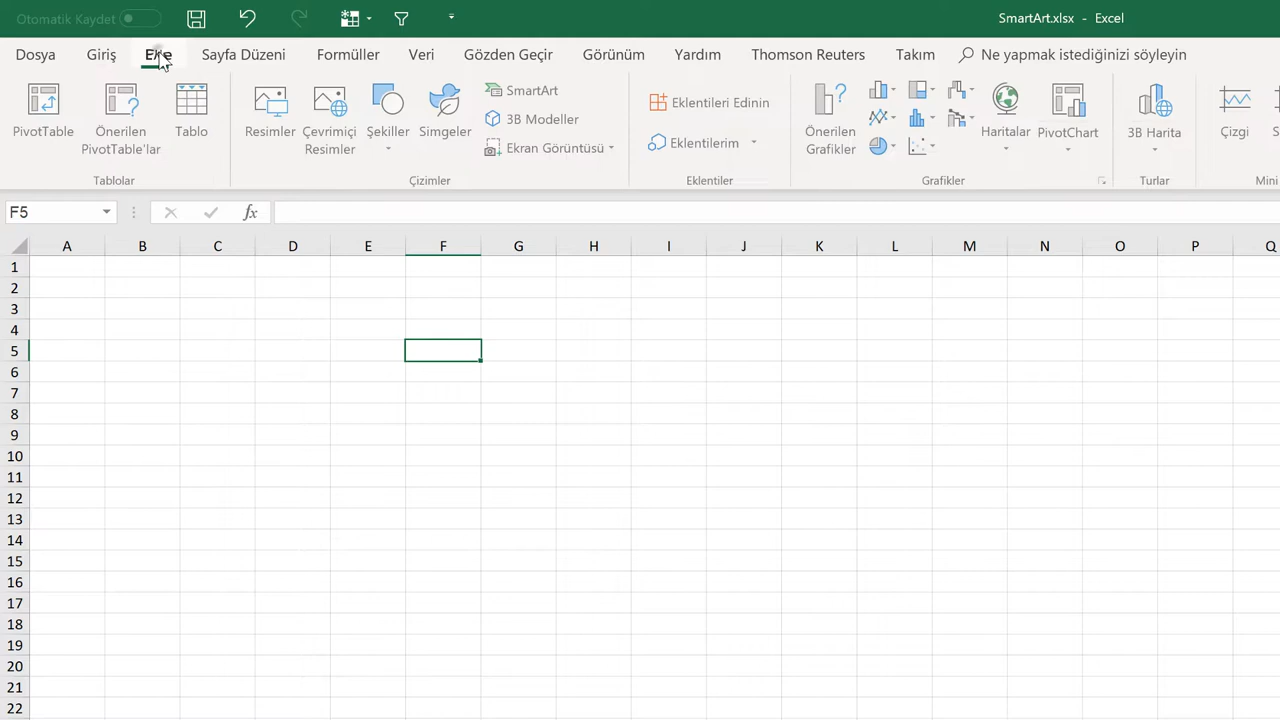 Otomatik Kaydet
SmartArt.xlsx - Excel
Dosya Giriş Ekle Sayfa Düzeni Formüller Veri Gözden Geçir Görünüm Yardım Thomson Reuters Takım Ne yapmak istediğinizi söyleyin
PivotTable
Önerilen
PivotTable'lar
Tablo
Tablolar
Resimler
Çevrimiçi
Resimler
Şekiller
Simgeler
SmartArt
3B Modeller
Ekran Görüntüsü
Çizimler
Eklentileri Edinin
Eklentilerim
Eklentiler
Önerilen
Grafikler
Haritalar
PivotChart
Grafikler
3B Harita
Turlar
Çizgi
S
Mini
F5
fx
A B C D E F G H I J K L M N O P Q
1
2
3
4
5
6
7
8
9
10
11
12
13
14
15
16
17
18
19
20
21
22